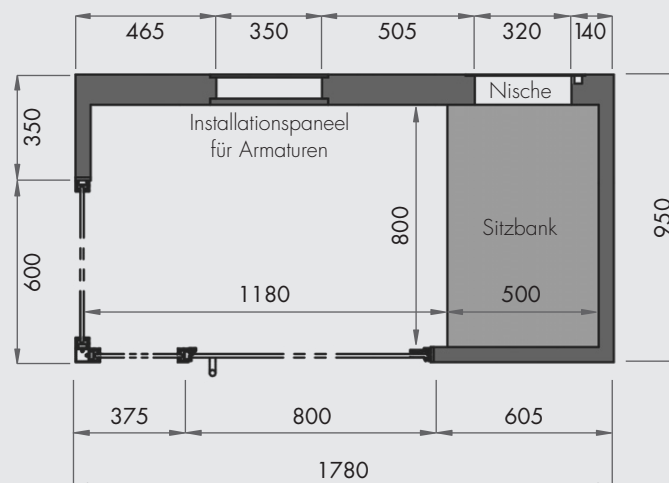 465 350 505 320 140
Nische
Installationspaneel
für Armaturen
350
600
800
950
Sitzbank
1180 500
375 800 605
1780